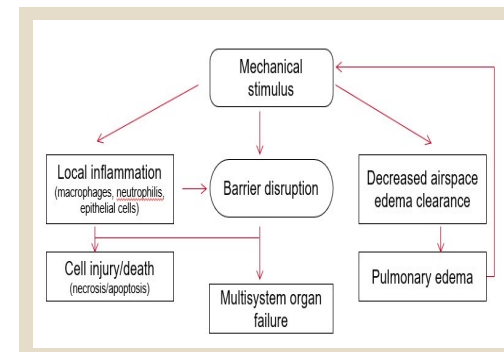 Mechanical
stimulus
Local inflammation
(macrophages, neutrophilis,
epithelial cells)
Barrier disruption
Decreased airspace
edema clearance
Cell injury/death
(necrosis/apoptosis)
Multisystem organ
failure
Pulmonary edema